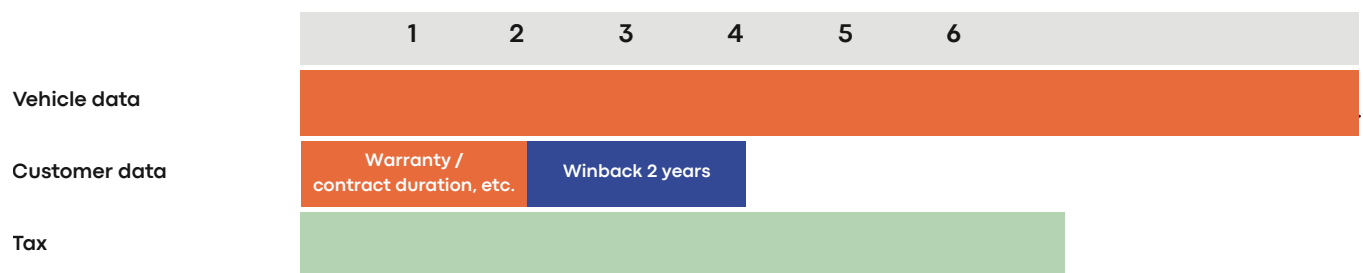 1 2 3 4 5 6
Vehicle data
Customer data
Warranty /
contract duration, etc.
Winback 2 years
Tax